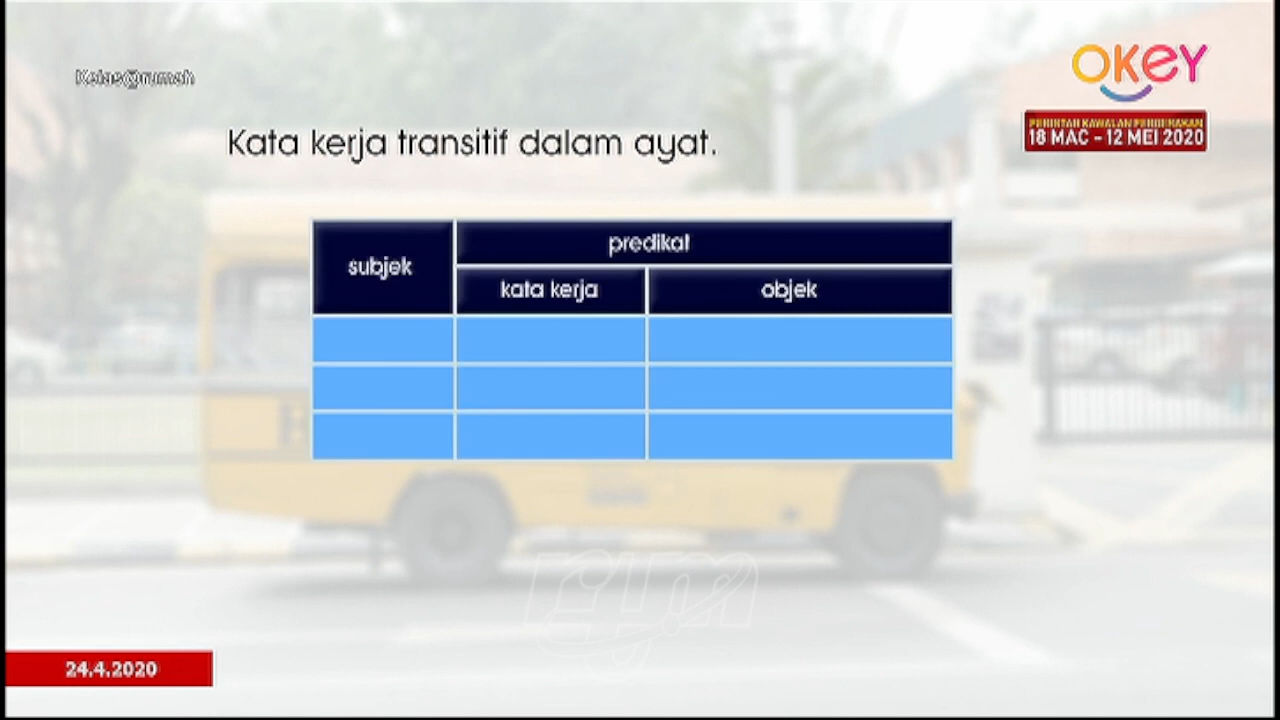 Kelas@rumah
OKEY
PERINTAH KAWALAN PERGERAKAN
18 MAC - 12 MEI 2020
Kata kerja transitif dalam ayat.
subjek
predikat
kata kerja
objek
rtm
24.4.2020